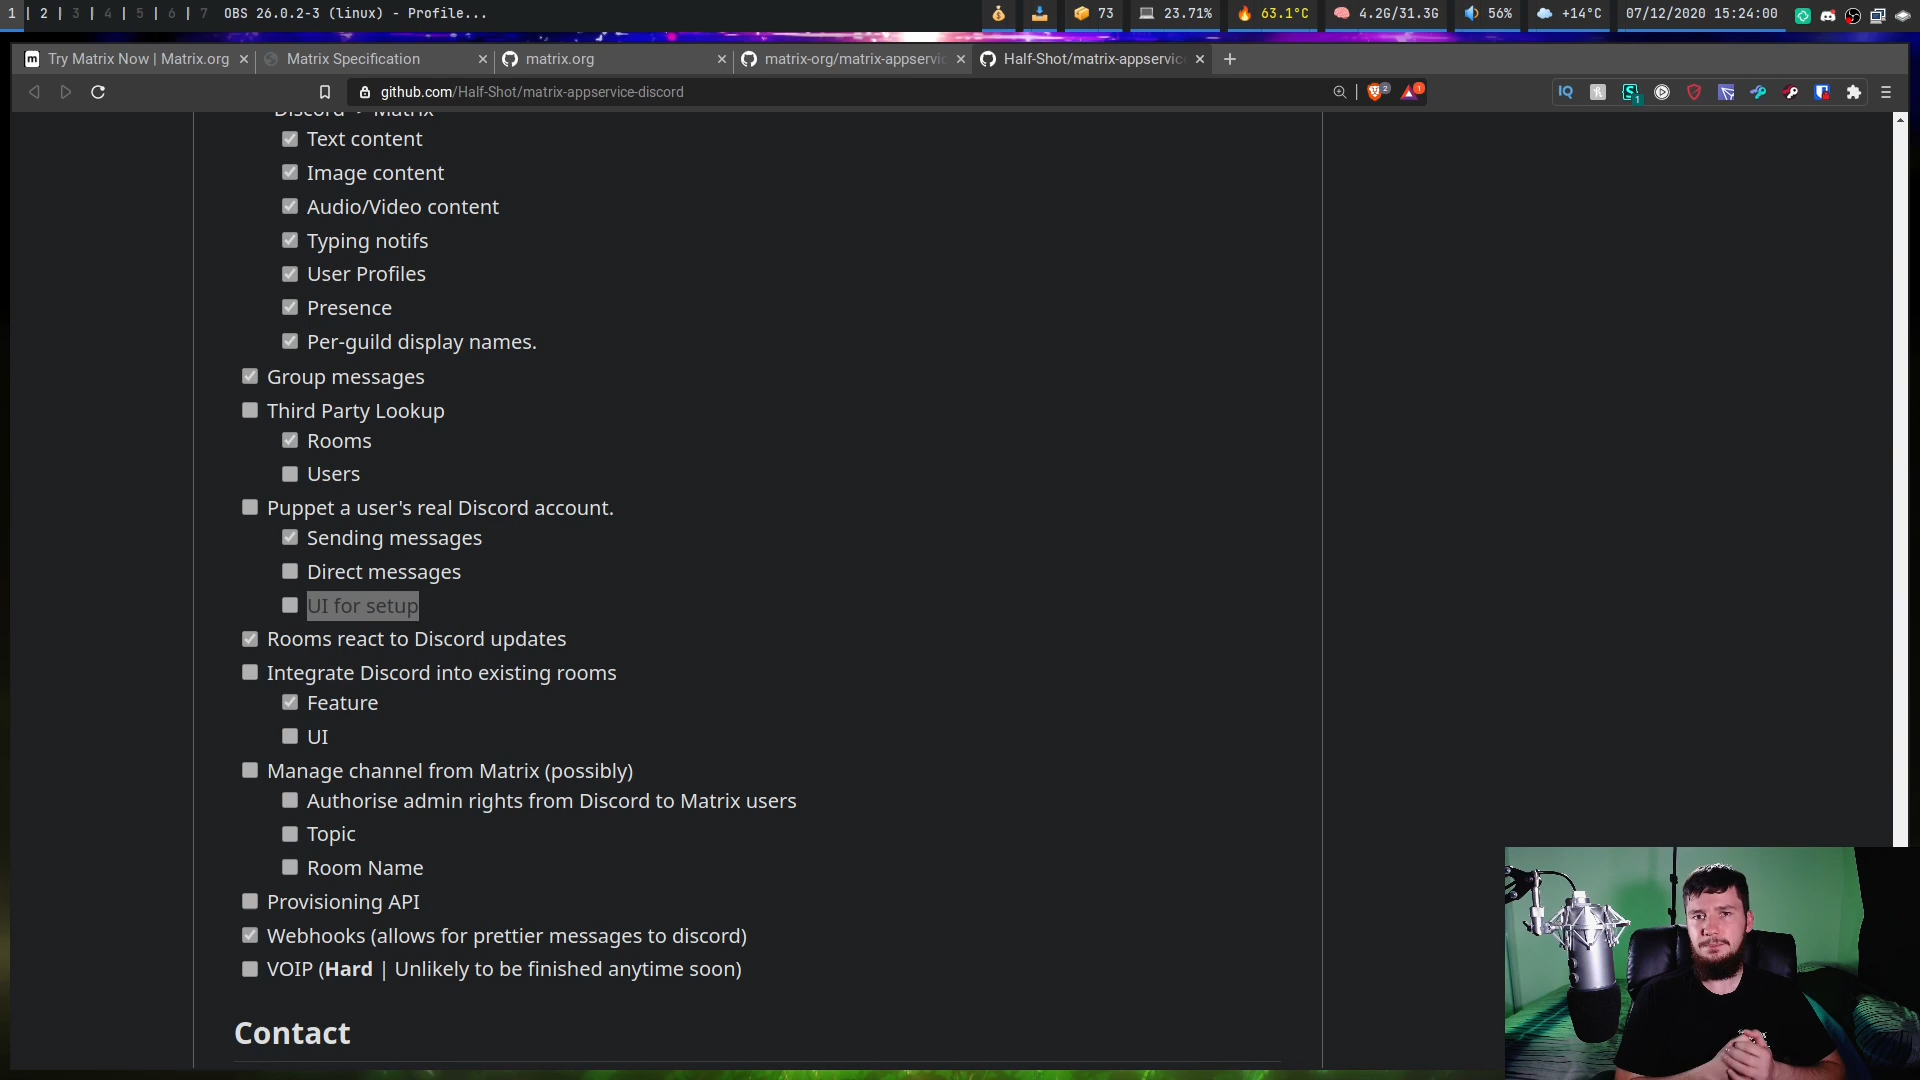 1 | 2 | 3 | 4 | 5 | 6 | 7 OBS 26.0.2-3 (linux) - Profile... 73 23.71% 63.1°C 4.2G/31.3G 56% +14°C 07/12/2020 15:24:00
Try Matrix Now | Matrix.org Matrix Specification matrix.org matrix-org/matrix-appservic Half-Shot/matrix-appservice
github.com/Half-Shot/matrix-appservice-discord 2 1 IQ 1
Text content
Image content
Audio/Video content
Typing notifs
User Profiles
Presence
Per-guild display names.
Group messages
Third Party Lookup
Rooms
Users
Puppet a user's real Discord account.
Sending messages
Direct messages
UI for setup
Rooms react to Discord updates
Integrate Discord into existing rooms
Feature
UI
Manage channel from Matrix (possibly)
Authorise admin rights from Discord to Matrix users
Topic
Room Name
Provisioning API
Webhooks (allows for prettier messages to discord)
VOIP (Hard | Unlikely to be finished anytime soon)
Contact